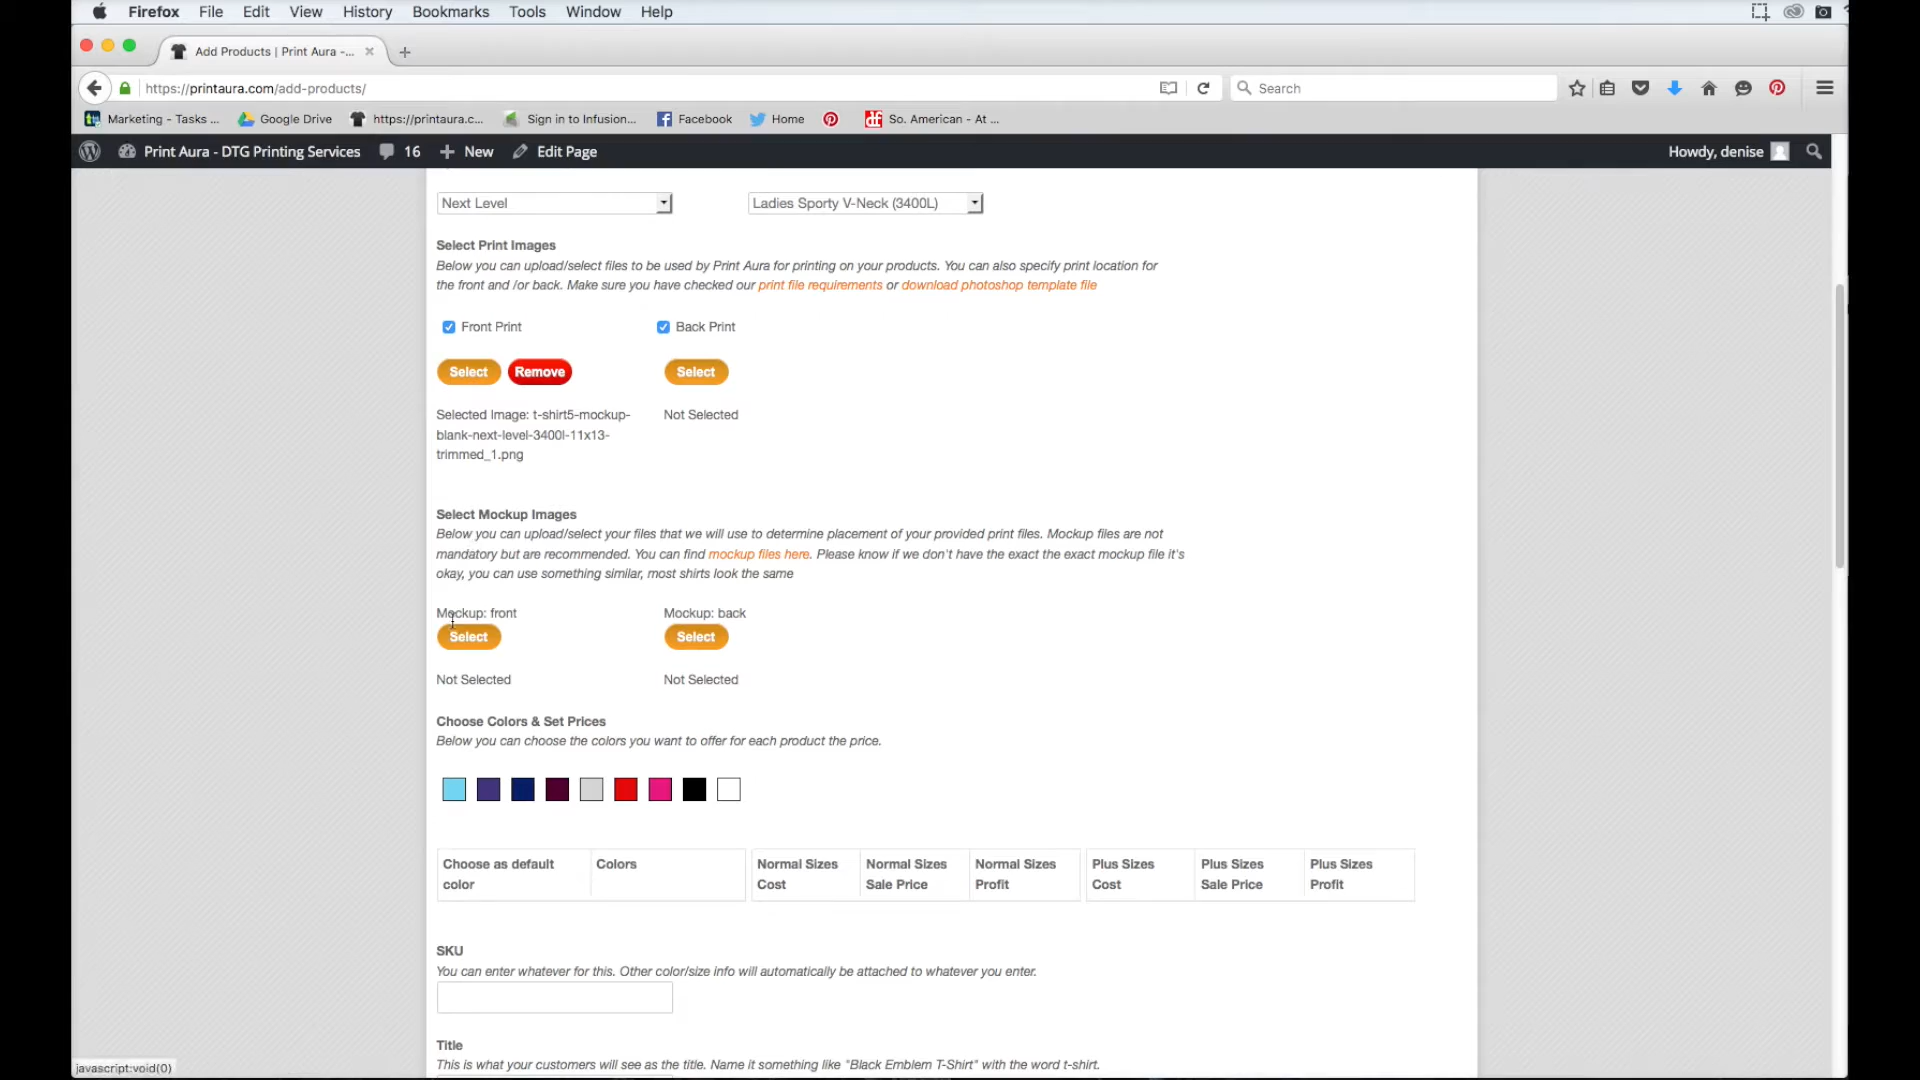 Firefox File Edit View History Bookmarks Tools Window Help
Add Products | Print Aura -...
https://printaura.com/add-products/
Search
Marketing - Tasks ... Google Drive https://printaura.c... Sign in to Infusion... Facebook Home So. American - At ...
Print Aura - DTG Printing Services 16 New Edit Page Howdy, denise
Next Level Ladies Sporty V-Neck (3400L)
Select Print Images
Below you can upload/select files to be used by Print Aura for printing on your products. You can also specify print location for
the front and /or back. Make sure you have checked our print file requirements or download photoshop template file
Front Print Back Print
Select Remove Select
Selected Image: t-shirt5-mockup- Not Selected
blank-next-level-3400l-11x13-
trimmed_1.png
Select Mockup Images
Below you can upload/select your files that we will use to determine placement of your provided print files. Mockup files are not
mandatory but are recommended. You can find mockup files here. Please know if we don't have the exact the exact mockup file it's
okay, you can use something similar, most shirts look the same
Mockup: front Mockup: back
Select Select
Not Selected Not Selected
Choose Colors & Set Prices
Below you can choose the colors you want to offer for each product the price.
Choose as default Colors Normal Sizes Normal Sizes Normal Sizes Plus Sizes Plus Sizes Plus Sizes
color Cost Sale Price Profit Cost Sale Price Profit
SKU
You can enter whatever for this. Other color/size info will automatically be attached to whatever you enter.
Title
This is what your customers will see as the title. Name it something like "Black Emblem T-Shirt" with the word t-shirt.
javascript:void(0)